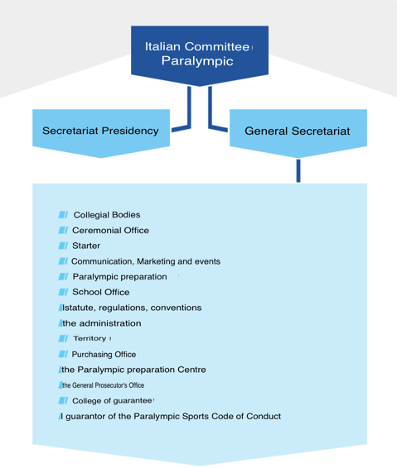 Italian Committee
Paralympic
Secretariat Presidency
General Secretariat
Collegial Bodies
Ceremonial Office
Starter
Communication, Marketing and events
Paralympic preparation
School Office
Istatute, regulations, conventions
the administration
Territory
Purchasing Office
the Paralympic preparation Centre
the General Prosecutor's Office
College of guarantee
I guarantor of the Paralympic Sports Code of Conduct